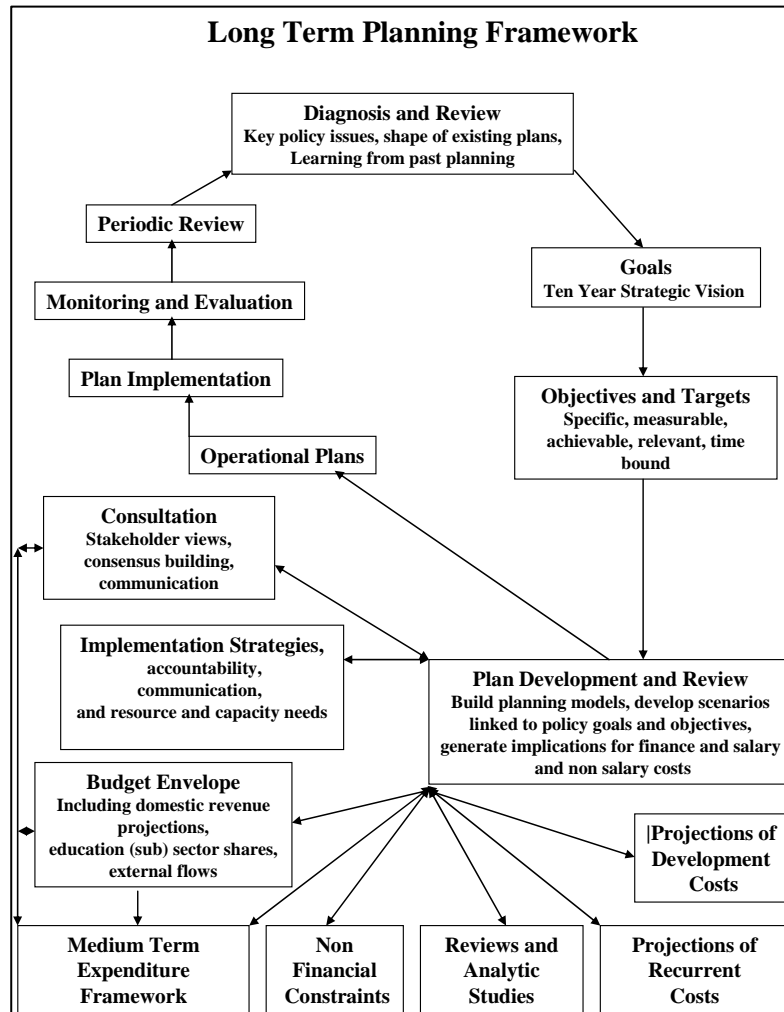 Long Term Planning Framework
Diagnosis and Review
Key policy issues, shape of existing plans,
Learning from past planning
Periodic Review
Goals
Ten Year Strategic Vision
Monitoring and Evaluation
Plan Implementation
Objectives and Targets
Specific, measurable,
achievable, relevant, time
bound
Operational Plans
Consultation
Stakeholder views,
consensus building,
communication
Implementation Strategies,
accountability,
communication,
and resource and capacity needs
Plan Development and Review
Build planning models, develop scenarios
linked to policy goals and objectives,
generate implications for finance and salary
and non salary costs
Budget Envelope
Including domestic revenue
projections,
education (sub) sector shares,
external flows
|Projections of
Development
Costs
Medium Term
Expenditure
Framework
Non
Financial
Constraints
Reviews and
Analytic
Studies
Projections of
Recurrent
Costs